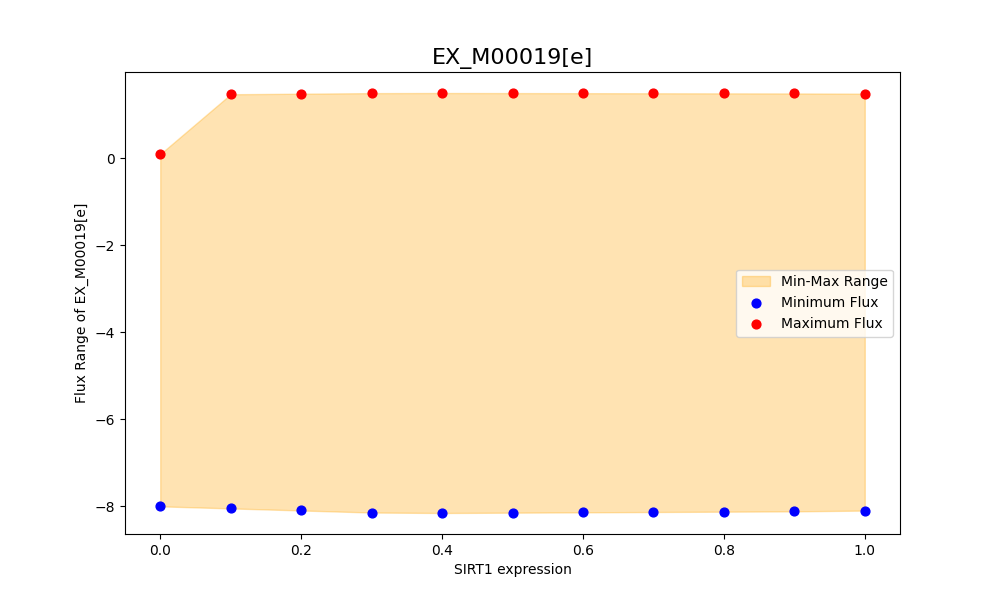 EX_M00019[e]
Flux Range of EX_M00019[e]
0
−2
−4
−6
−8
Min-Max Range
Minimum Flux
Maximum Flux
0.0 0.2 0.4 0.6 0.8 1.0
SIRT1 expression